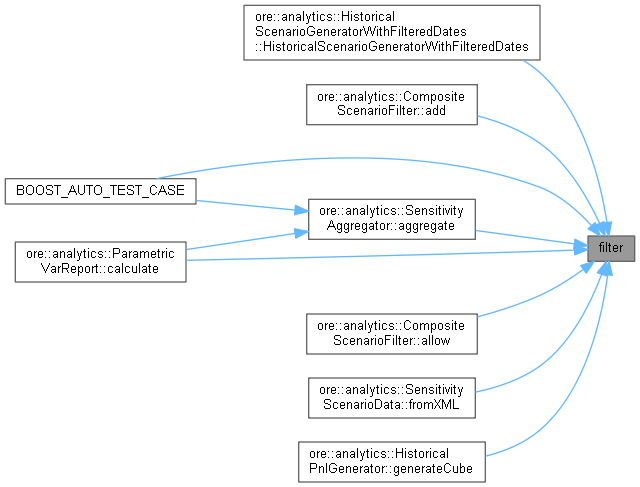 ore::analytics::Historical
ScenarioGeneratorWithFilteredDates
::HistoricalScenarioGeneratorWithFilteredDates
ore::analytics::Composite
ScenarioFilter::add
BOOST_AUTO_TEST_CASE
ore::analytics::Sensitivity
Aggregator::aggregate
filter
ore::analytics::Parametric
VarReport::calculate
ore::analytics::Composite
ScenarioFilter::allow
ore::analytics::Sensitivity
ScenarioData::fromXML
ore::analytics::Historical
PnlGenerator::generateCube